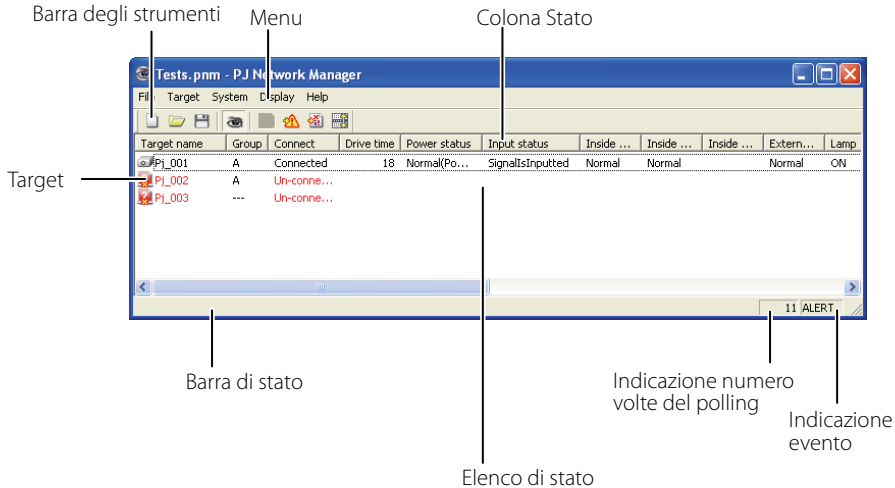 Barra degli strumenti
Menu
Colona Stato
Tests.pnm - PJ Network Manager
File Target System Display Help
Target name Group Connect Drive time Power status Input status Inside ... Inside ... Inside ... Extern... Lamp
Pj_001 A Connected 18 Normal(Po... SignalIsInputted Normal Normal Normal ON
Pj_002 A Un-conne...
Pj_003 --- Un-conne...
Target
11 ALERT
Barra di stato
Indicazione numero
volte del polling
Indicazione
evento
Elenco di stato